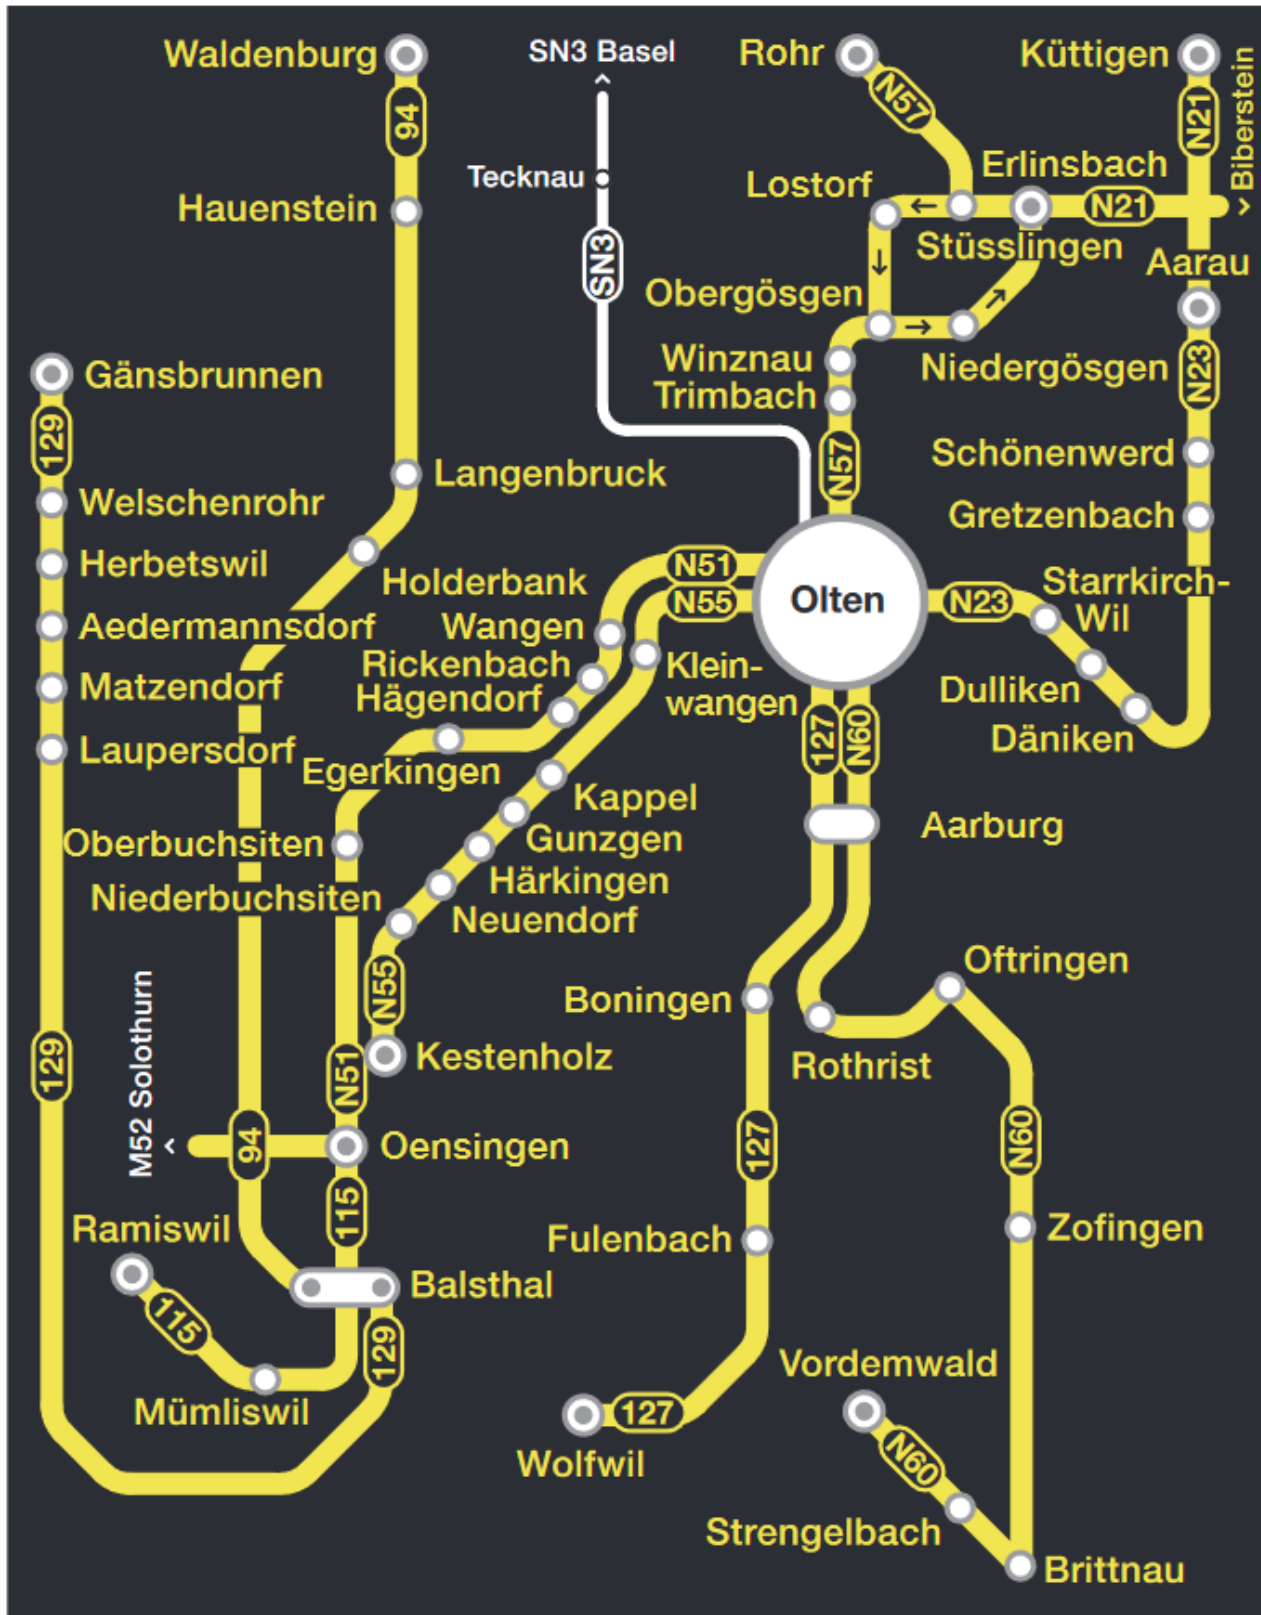 Waldenburg
SN3 Basel
Rohr
Küttigen
94
N57
N21
Biberstein
Tecknau
Erlinsbach
Lostorf
Hauenstein
N21
SN3
Stüsslingen
Aarau
Obergösgen
Winznau
Niedergösgen
N23
Trimbach
Gänsbrunnen
129
Langenbruck
N57
Schönenwerd
Welschenrohr
Gretzenbach
Herbetswil
Holderbank
N51
N55
Olten
N23
Starrkirch-
Wil
Aedermannsdorf
Wangen
Rickenbach
Hägendorf
Klein-
wangen
Dulliken
Däniken
Matzendorf
Laupersdorf
Egerkingen
127
N60
Kappel
Gunzgen
Aarburg
Oberbuchsiten
Härkingen
Niederbuchsiten
Neuendorf
N55
Boningen
Oftringen
129
M52 Solothurn
N51
Kestenholz
Rothrist
94
Oensingen
127
N60
Ramiswil
115
Fulenbach
Zofingen
115
Balsthal
129
Mümliswil
Vordemwald
127
Wolfwil
N60
Strengelbach
Brittnau